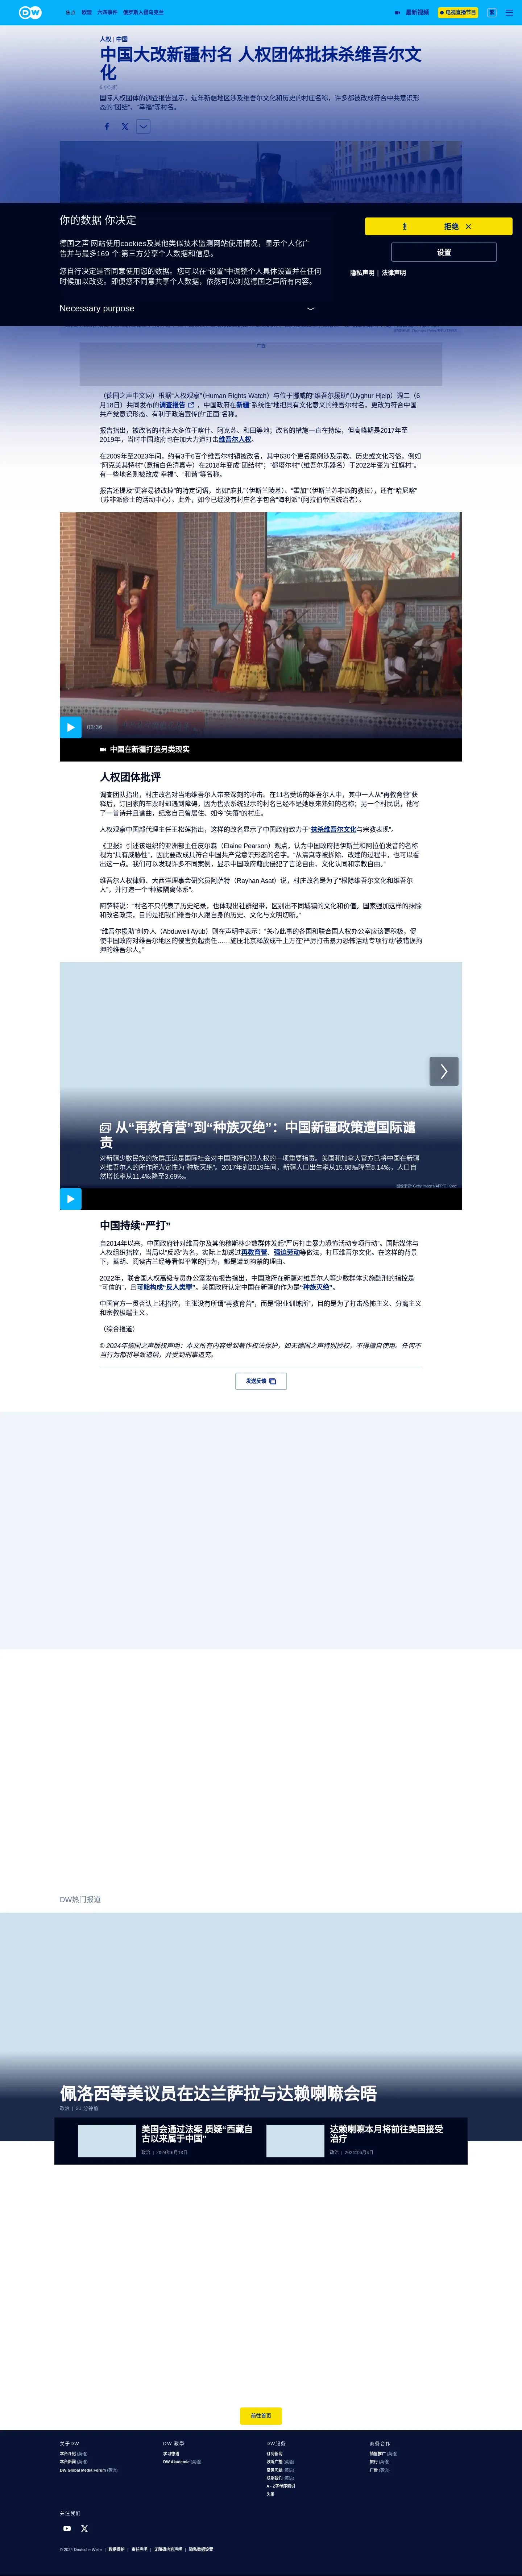 DW
焦点 欧盟 六四事件 俄罗斯入侵乌克兰
最新视频
电视直播节目
繁
人权 | 中国
中国大改新疆村名 人权团体批抹杀维吾尔文
化
6 小时前
国际人权团体的调查报告显示，近年新疆地区涉及维吾尔文化和历史的村庄名称，许多都被改成符合中共意识形
态的“团结”、“幸福”等村名。
你的数据 你决定
拒绝
德国之声网站使用cookies及其他类似技术监测网站使用情况，显示个人化广
告并与最多169 个第三方分享个人数据和信息。
设置
您自行决定是否同意使用您的数据。您可以在“设置”中调整个人具体设置并在任何
时候加以改变。即便您不同意共享个人数据，依然可以浏览德国之声所有内容。
隐私声明 | 法律声明
Necessary purpose
广告
（德国之声中文网）根据“人权观察”（Human Rights Watch）与位于挪威的“维吾尔援助”（Uyghur Hjelp）週二（6
月18日）共同发布的调查报告，中国政府在新疆“系统性”地把具有文化意义的维吾尔村名，更改为符合中国
共产党意识形态、有利于政治宣传的“正面”名称。
报告指出，被改名的村庄大多位于喀什、阿克苏、和田等地；改名的措施一直在持续，但高峰期是2017年至
2019年，当时中国政府也在加大力道打击维吾尔人权。
在2009年至2023年间，约有3千6百个维吾尔村镇被改名，其中630个更名案例涉及宗教、历史或文化习俗，例如
“阿克美其特村”（意指白色清真寺）在2018年变成“团结村”；“都塔尔村”（维吾尔乐器名）于2022年变为“红旗村”。
有一些地名则被改成“幸福”、“和谐”等名称。
报告还提及“更容易被改掉”的特定词语，比如“麻扎”（伊斯兰陵墓）、“霍加”（伊斯兰苏非派的教长），还有“哈尼喀”
（苏非派修士的活动中心）。此外，如今已经没有村庄名字包含“海利派”（阿拉伯帝国统治者）。
03:36
中国在新疆打造另类现实
人权团体批评
调查团队指出，村庄改名对当地维吾尔人带来深刻的冲击。在11名受访的维吾尔人中，其中一人从“再教育营”获
释后，订回家的车票时却遇到障碍，因为售票系统显示的村名已经不是她原来熟知的名称；另一个村民说，他写
了一首诗并且谱曲，纪念自己曾居住、如今“失落”的村庄。
人权观察中国部代理主任王松莲指出，这样的改名显示了中国政府致力于“抹杀维吾尔文化与宗教表现”。
《卫报》引述该组织的亚洲部主任皮尔森（Elaine Pearson）观点，认为中国政府把伊斯兰和阿拉伯发音的名称
视为“具有威胁性”，因此要改成具符合中国共产党意识形态的名字。“从清真寺被拆除、改建的过程中，也可以看
出这一点。我们可以发现许多不同案例，显示中国政府藉此侵犯了言论自由、文化认同和宗教自由。”
维吾尔人权律师、大西洋理事会研究员阿萨特（Rayhan Asat）说，村庄改名是为了“根除维吾尔文化和维吾尔
人”，并打造一个“种族隔离体系”。
阿萨特说：“村名不只代表了历史纪录，也体现出社群纽带，区别出不同城镇的文化和价值。国家强加这样的抹除
和改名政策，目的是把我们维吾尔人跟自身的历史、文化与文明切断。”
“维吾尔援助”创办人（Abduweli Ayub）则在声明中表示：“关心此事的各国和联合国人权办公室应该更积极，促
使中国政府对维吾尔地区的侵害负起责任……施压北京释放成千上万在‘严厉打击暴力恐怖活动专项行动’被错误拘
押的维吾尔人。”
从“再教育营”到“种族灭绝”：中国新疆政策遭国际谴
责
对新疆少数民族的族群压迫是国际社会对中国政府侵犯人权的一项重要指责。美国和加拿大官方已将中国在新疆
对维吾尔人的所作所为定性为“种族灭绝”。2017年到2019年间，新疆人口出生率从15.88‰降至8.14‰，人口自
然增长率从11.4‰降至3.69‰。
中国持续“严打”
自2014年以来，中国政府针对维吾尔及其他穆斯林少数群体发起“严厉打击暴力恐怖活动专项行动”。国际媒体与
人权组织指控，当局以“反恐”为名，实际上却透过再教育营、强迫劳动等做法，打压维吾尔文化。在这样的背景
下，蓄胡、阅读古兰经等看似平常的行为，都是遭到拘禁的理由。
2022年，联合国人权高级专员办公室发布报告指出，中国政府在新疆对维吾尔人等少数群体实施酷刑的指控是
“可信的”，且可能构成“反人类罪”。美国政府认定中国在新疆的作为是“种族灭绝”。
中国官方一贯否认上述指控，主张没有所谓“再教育营”，而是“职业训练所”，目的是为了打击恐怖主义、分离主义
和宗教极端主义。
（综合报道）
© 2024年德国之声版权声明：本文所有内容受到著作权法保护，如无德国之声特别授权，不得擅自使用。任何不
当行为都将导致追偿，并受到刑事追究。
发送反馈
DW热门报道
佩洛西等美议员在达兰萨拉与达赖喇嘛会晤
政治 | 21 分钟前
美国会通过法案 质疑“西藏自
古以来属于中国”
政治 | 2024年6月13日
达赖喇嘛本月将前往美国接受
治疗
政治 | 2024年6月4日
前往首页
关于DW
本台介绍 (英语)
本台新闻 (英语)
DW Global Media Forum (英语)
DW 教學
学习德语
DW Akademie (英语)
DW服务
订阅新闻
收听广播 (英语)
常见问题 (英语)
联系我们 (英语)
A - Z字母序索引
头条
商务合作
销售推广 (英语)
旅行 (英语)
广告 (英语)
关注我们
© 2024 Deutsche Welle | 数据保护 | 责任声明 | 无障碍内容声明 | 隐私数据设置